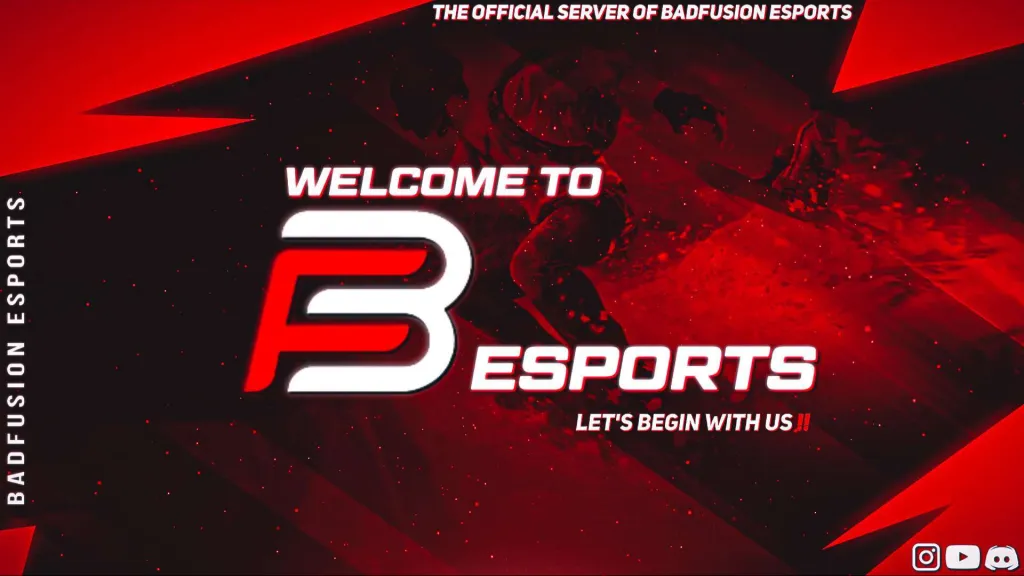 THE OFFICIAL SERVER OF BADFUSION ESPORTS
BADFUSION ESPORTS
WELCOME TO
FB
ESPORTS
LET'S BEGIN WITH US !!